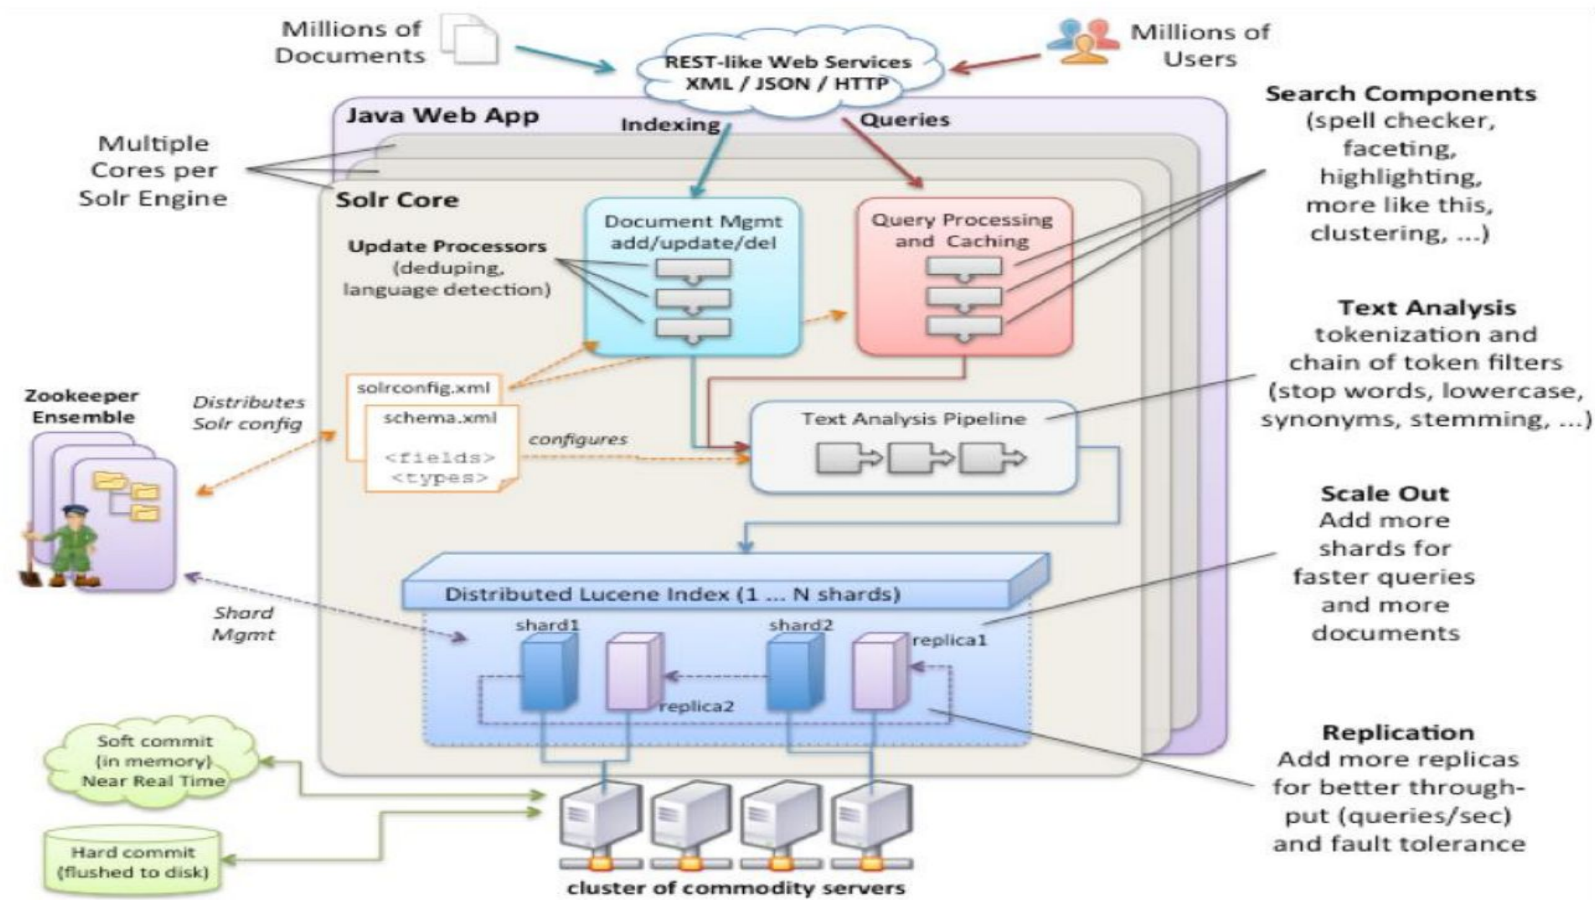 Millions of
Documents
REST-like Web Services
XML / JSON / HTTP
Millions of
Users
Java Web App
Indexing
Queries
Multiple
Cores per
Solr Engine
Solr Core
Search Components
(spell checker,
faceting,
highlighting,
more like this,
clustering, ...)
Update Processors
(deduping,
language detection)
Document Mgmt
add/update/del
Query Processing
and Caching
Text Analysis
tokenization and
chain of token filters
(stop words, lowercase,
synonyms, stemming, ...)
Zookeeper
Ensemble
Distributes
Solr config
solrconfig.xml
schema.xml
<fields>
<types>
configures
Text Analysis Pipeline
Scale Out
Add more
shards for
faster queries
and more
documents
Distributed Lucene Index (1 ... N shards)
Shard
Mgmt
shard1
replica2
shard2
replica1
Replication
Add more replicas
for better through-
put (queries/sec)
and fault tolerance
Soft commit
(in memory)
Near Real Time
Hard commit
(flushed to disk)
cluster of commodity servers